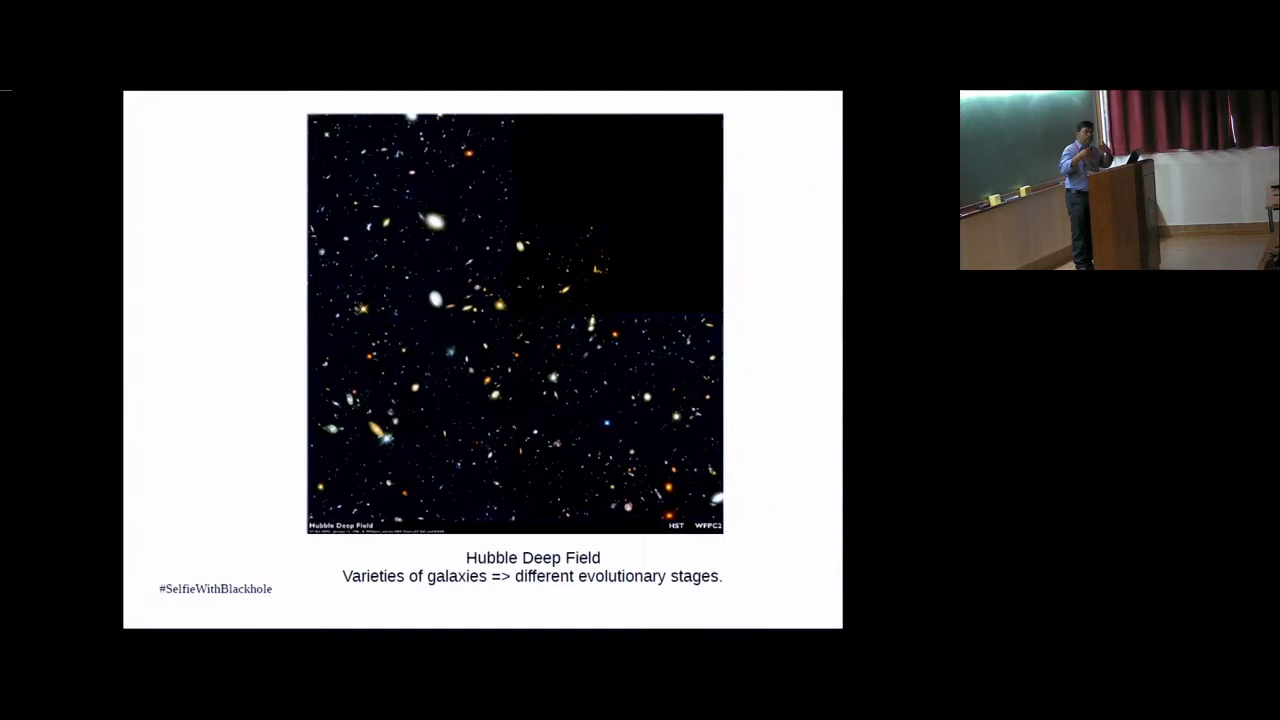 Hubble Deep Field
HST WFPC2
Hubble Deep Field
Varieties of galaxies => different evolutionary stages.
#SelfieWithBlackhole